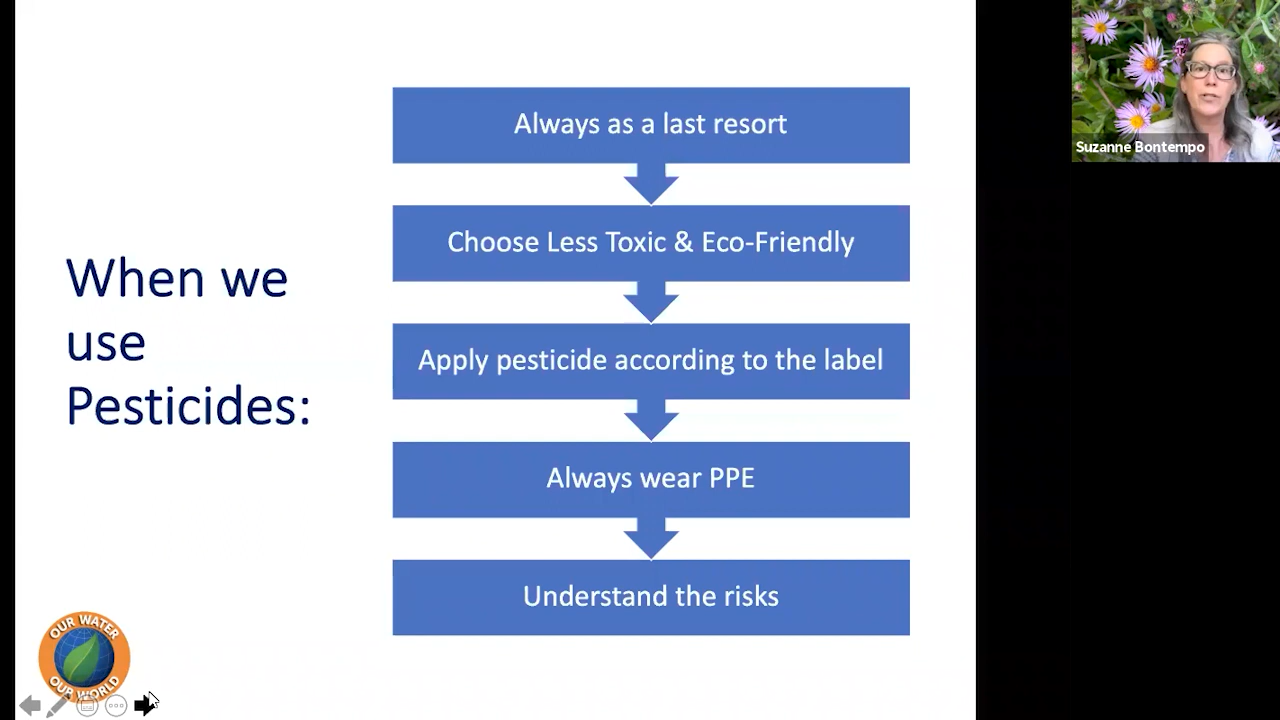 When we
use
Pesticides:
Always as a last resort
Choose Less Toxic & Eco-Friendly
Apply pesticide according to the label
Always wear PPE
Understand the risks
OUR WATER
OUR WORLD
Suzanne Bontempo